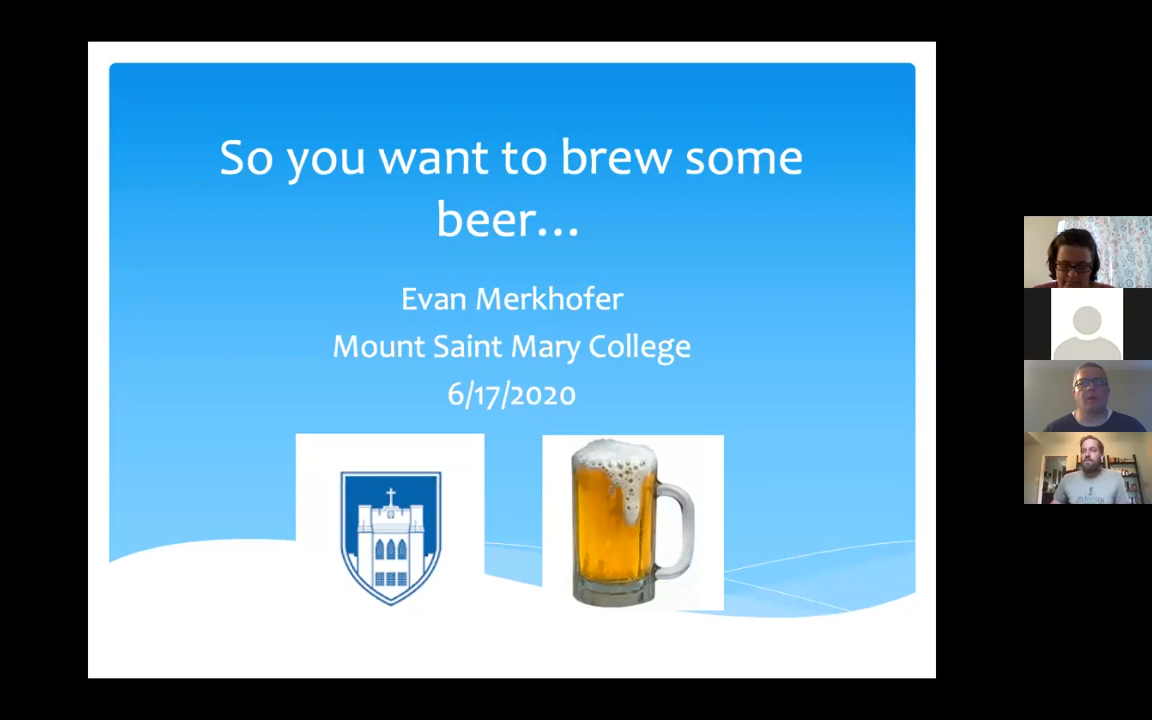 So you want to brew some
beer...
Evan Merkhofer
Mount Saint Mary College
6/17/2020